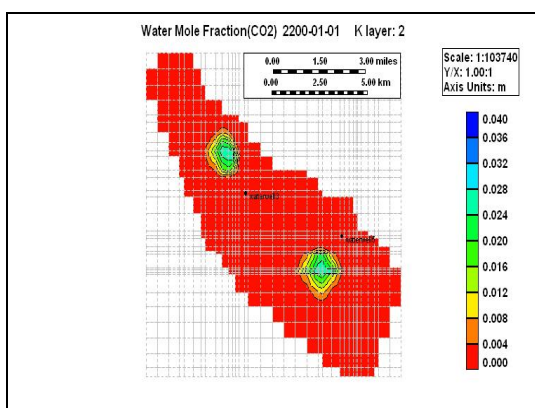 Water Mole Fraction(CO2) 2200-01-01 K layer: 2
0.00 1.50 3.00 miles
0.00 2.50 5.00 km
Scale: 1:103740
Y/X: 1.00:1
Axis Units: m
0.040
0.036
0.032
0.028
0.024
0.020
0.016
0.012
0.008
0.004
0.000